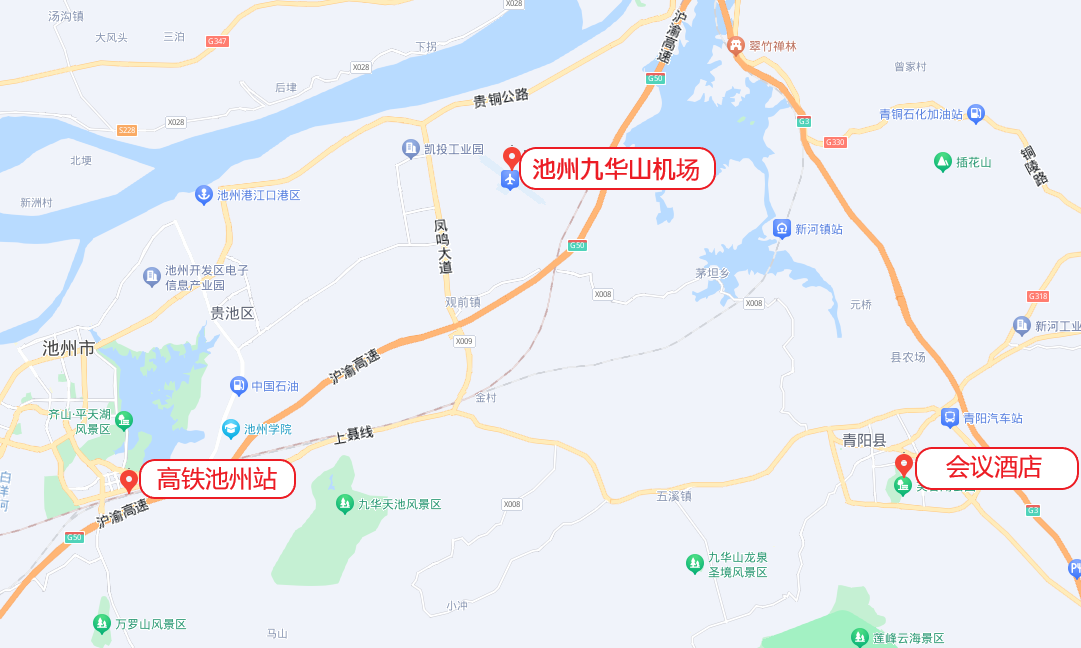 X028
汤沟镇
大风头
三泊
G347
下拐
沪渝高速
翠竹禅林
曾家村
X028
G50
后埂
贵铜公路
青铜石化加油站
G3
X028
S228
G330
凯投工业园
铜陵路
北埂
池州九华山机场
插花山
池州港江口港区
新洲村
凤鸣大道
新河镇站
G50
池州开发区电子
信息产业园
茅坦乡
X008
X008
G318
观前镇
元桥
贵池区
新河工业
X009
池州市
县农场
沪渝高速
中国石油
金村
齐山·平天湖
风景区
青阳汽车站
池州学院
上聂线
青阳县
高铁池州站
会议酒店
白洋河
五溪镇
九华天池风景区
X008
沪渝高速
G3
G50
九华山龙泉
圣境风景区
小冲
万罗山风景区
马山
莲峰云海景区